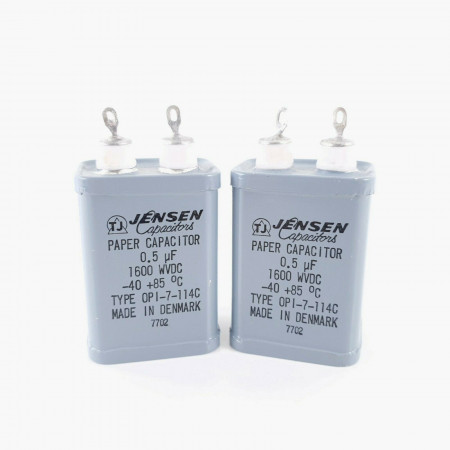 TJ JENSEN
Capacitors
PAPER CAPACITOR
0.5 µF
1600 WVDC
-40 +85 ºC
TYPE OPI-7-114C
MADE IN DENMARK
7702
TJ JENSEN
Capacitors
PAPER CAPACITOR
0.5 µF
1600 WVDC
-40 +85 ºC
TYPE OPI-7-114C
MADE IN DENMARK
7702